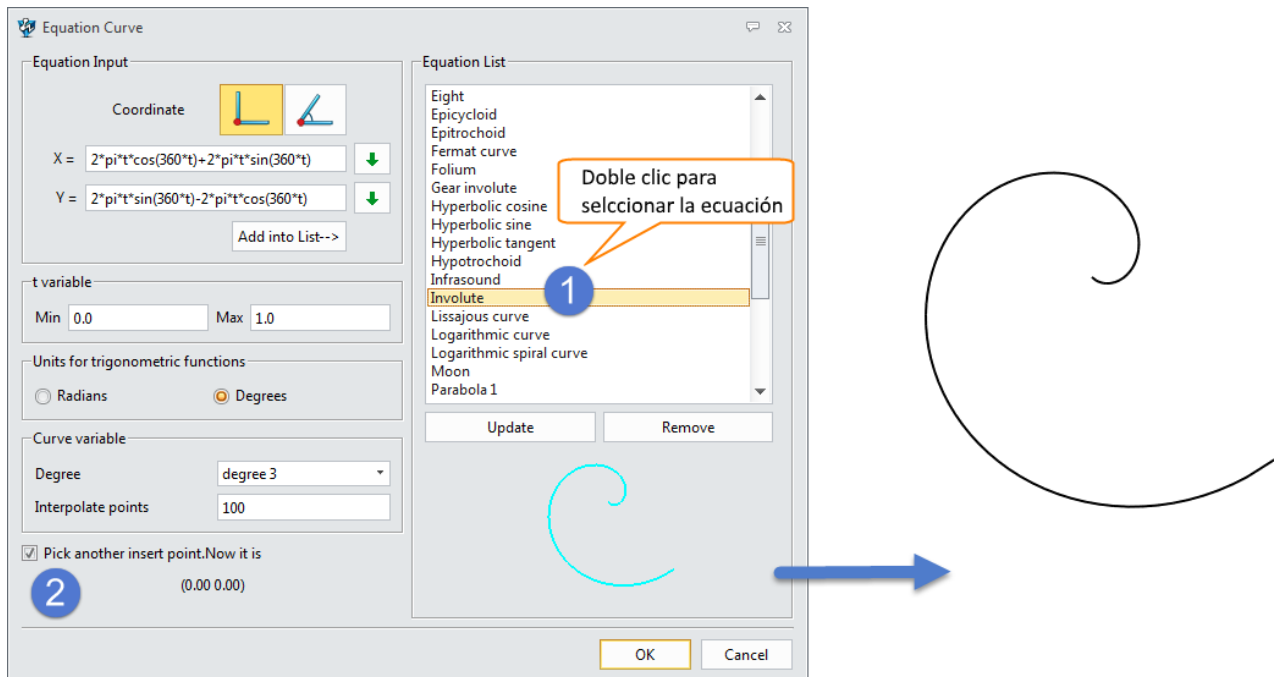 Equation Curve
Equation Input
Coordinate
X = 2*pi*t*cos(360*t)+2*pi*t*sin(360*t)
Y = 2*pi*t*sin(360*t)-2*pi*t*cos(360*t)
Add into List-->
t variable
Min 0.0 Max 1.0
Units for trigonometric functions
Radians Degrees
Curve variable
Degree degree 3
Interpolate points 100
Pick another insert point.Now it is
2
(0.00 0.00)
Equation List
Eight
Epicycloid
Epitrochoid
Fermat curve
Folium
Gear involute
Hyperbolic cosine
Hyperbolic sine
Hyperbolic tangent
Hypotrochoid
Infrasound
Involute
Lissajous curve
Logarithmic curve
Logarithmic spiral curve
Moon
Parabola 1
Doble clic para
selccionar la ecuación
1
Update Remove
OK Cancel